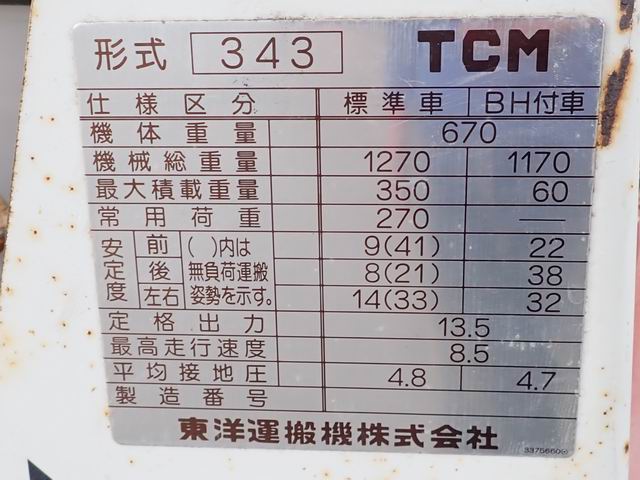 形式 343 TCM
仕様区分 標準車 BH付車
機体重量 670
機械総重量 1270 1170
最大積載重量 350 60
常用荷重 270 —
安定度 前 ( )内は 9(41) 22
後 無負荷運搬 8(21) 38
左右 姿勢を示す。 14(33) 32
定格出力 13.5
最高走行速度 8.5
平均接地圧 4.8 4.7
製造番号
東洋運搬機株式会社